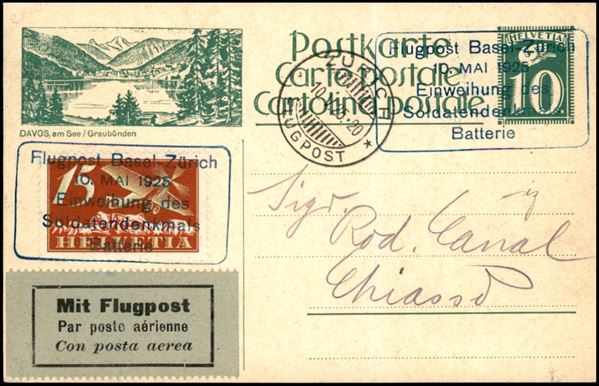 Postkarte
Carte postale
Cartolina postale
HELVETIA
10
Flugpost Basel-Zürich
10. MAI 1925
Einweihung des
Soldatendenkmals
Batterie
ZÜRICH
FLUGPOST
DAVOS, am See / Graubünden
Flugpost Basel-Zürich
10. MAI 1925
Einweihung des
Soldatendenkmals
Batterie
15
HELVETIA
Sigr.
Rod. Canal
Chiasso
Mit Flugpost
Par poste aérienne
Con posta aerea